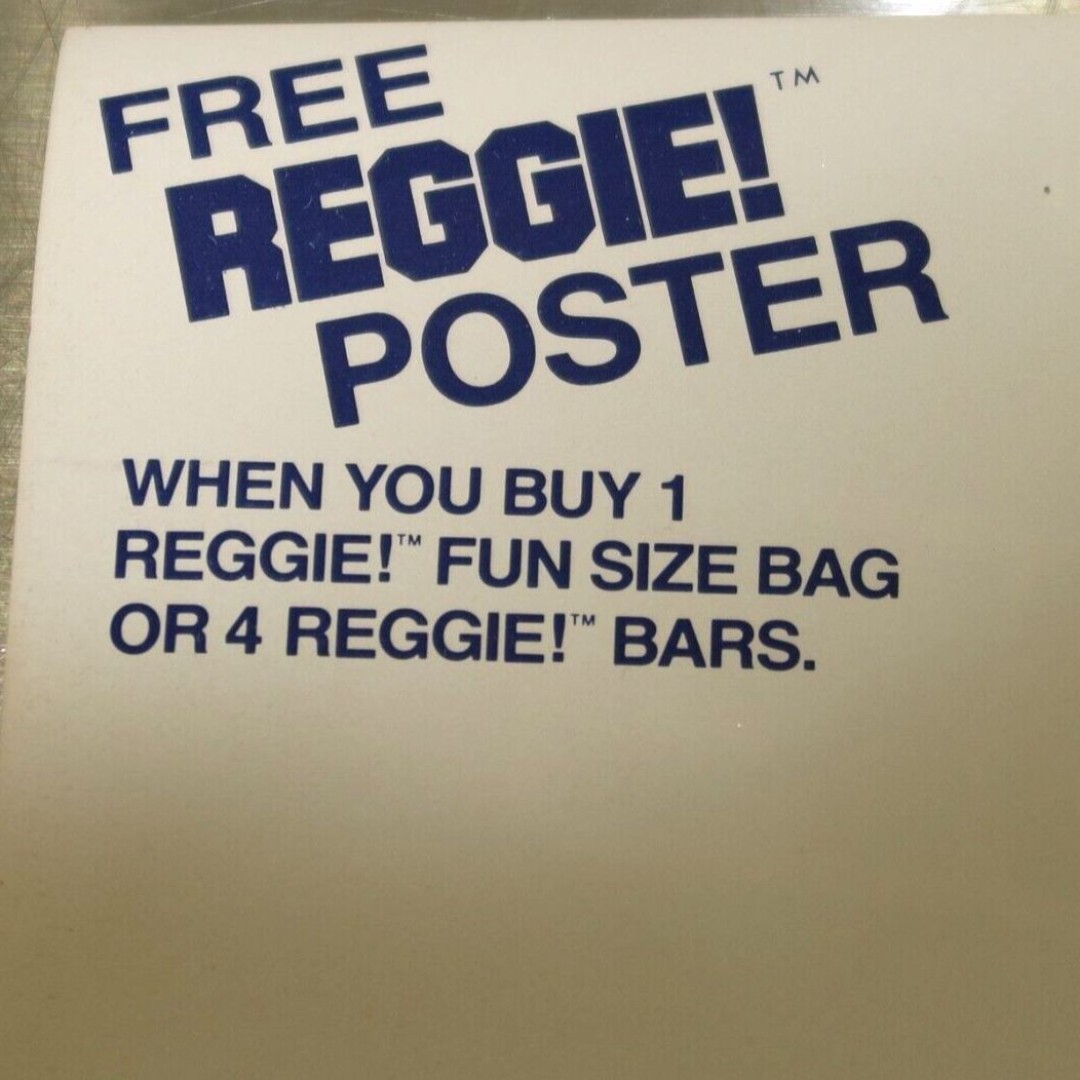 FREE
REGGIE!™
POSTER
WHEN YOU BUY 1
REGGIE!™ FUN SIZE BAG
OR 4 REGGIE!™ BARS.